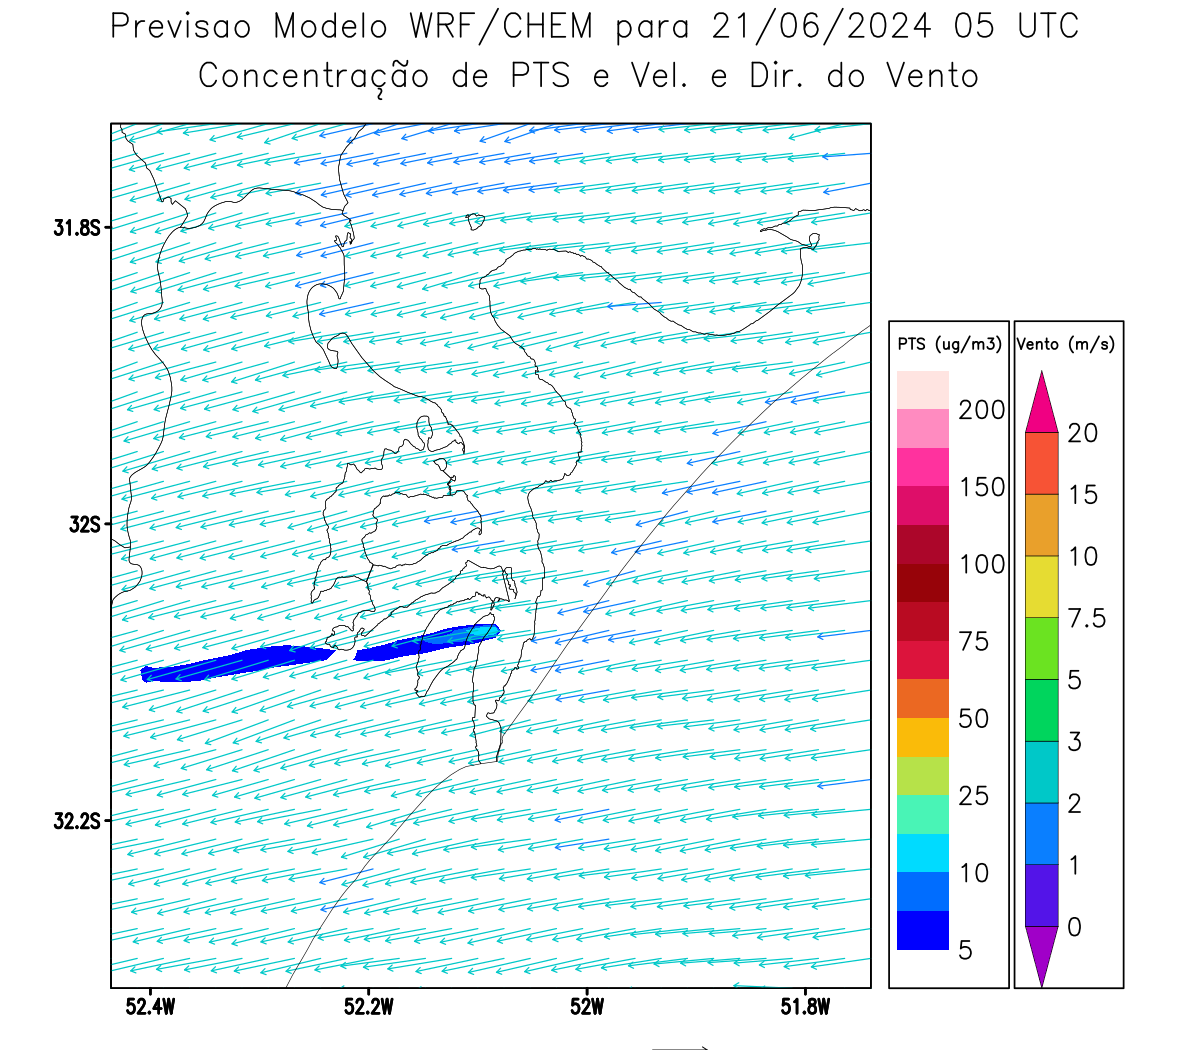 Previsao Modelo WRF/CHEM para 21/06/2024 05 UTC
Concentração de PTS e Vel. e Dir. do Vento
31.8S
32S
32.2S
52.4W
52.2W
52W
51.8W
PTS (ug/m3)
200
150
100
75
50
25
10
5
Vento (m/s)
20
15
10
7.5
5
3
2
1
0